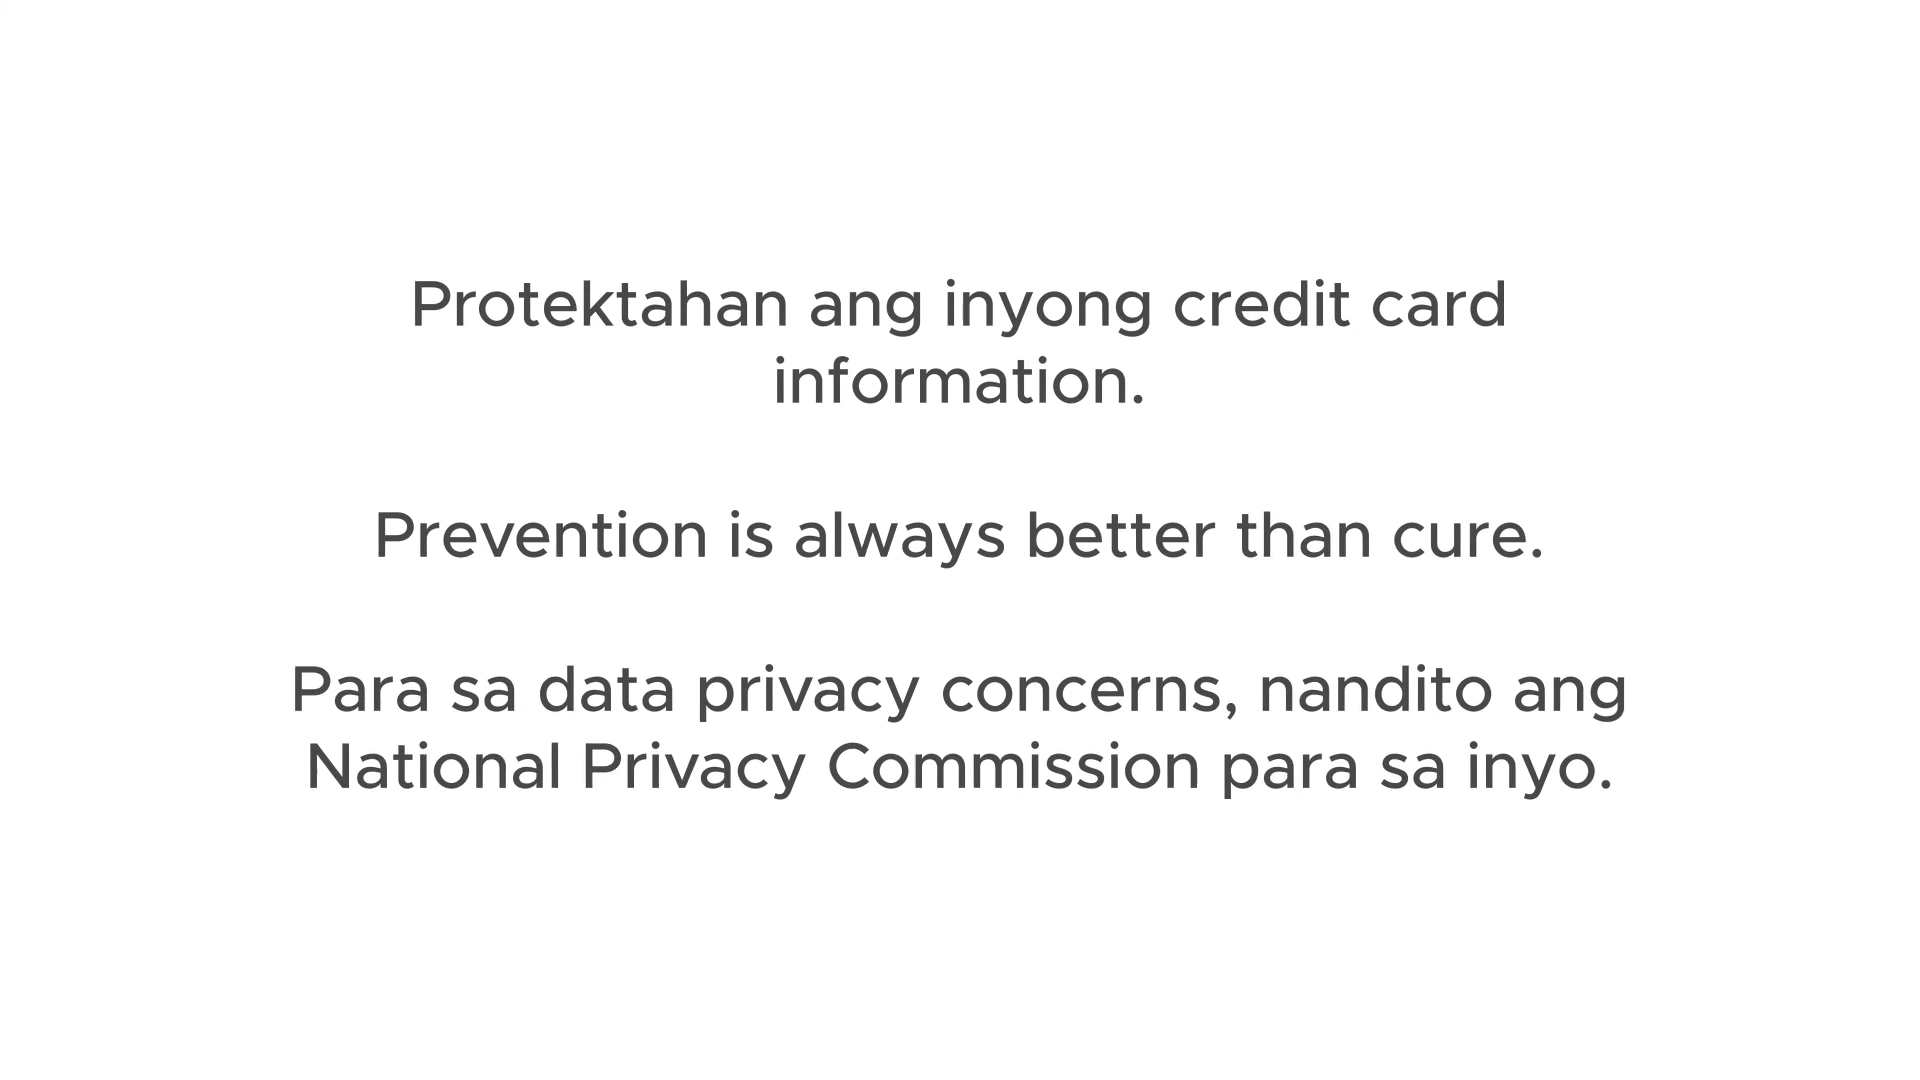 Protektahan ang inyong credit card
information.
Prevention is always better than cure.
Para sa data privacy concerns, nandito ang
National Privacy Commission para sa inyo.